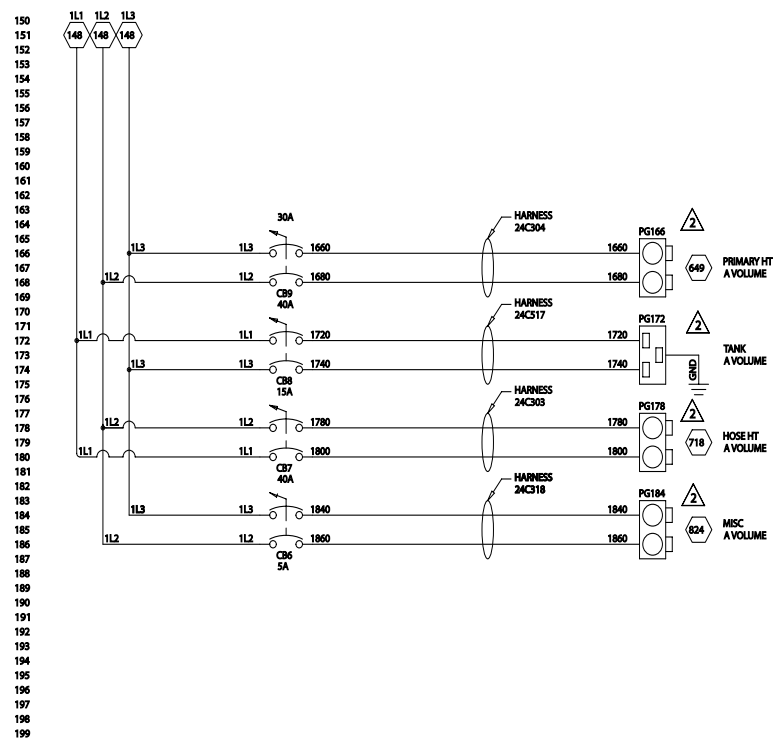 150 1L1 1L2 1L3
151 148 148 148
152
153
154
155
156
157
158
159
160
161
162
163 30A HARNESS
164 24C304 2
165 PG166
166 1L3 1L3 1660 1660
167 649 PRIMARY HT
168 1L2 1L2 1680 1680 A VOLUME
169 CB9
170 40A HARNESS
171 24C517 PG172 2
172 1L1 1L1 1720 1720
173 TANK
174 1L3 1L3 1740 1740 GND A VOLUME
175 CB8
176 15A HARNESS
177 24C303 PG178 2
178 1L2 1L2 1780 1780
179 718 HOSE HT
180 1L1 1L1 1800 1800 A VOLUME
181 CB7
182 40A HARNESS
183 24C318 PG184 2
184 1L3 1L3 1840 1840
185 824 MISC
186 1L2 1L2 1860 1860 A VOLUME
187 CB6
188 5A
189
190
191
192
193
194
195
196
197
198
199